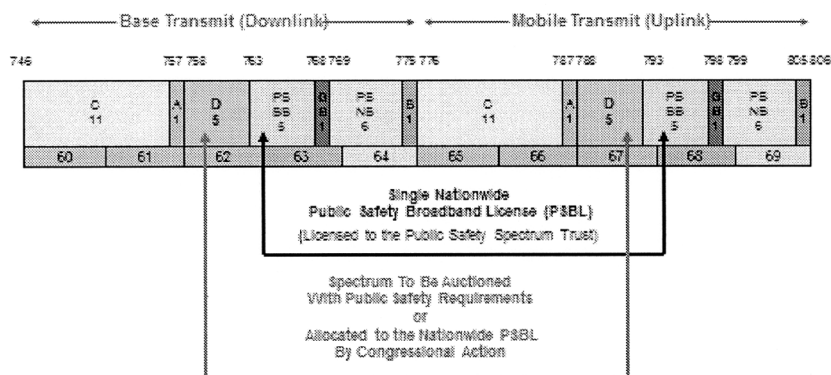 Base Transmit (Downlink) Mobile Transmit (Uplink)
746 757 758 763 768 769 775 776 787 788 793 798 799 805 806
C 11 A 1 D 5 PS BB 5 GB 1 PS NB 6 B 1 C 11 A 1 D 5 PS BB 5 GB 1 PS NB 6 B 1
60 61 62 63 64 65 66 67 68 69
Single Nationwide
Public Safety Broadband License (PSBL)
(Licensed to the Public Safety Spectrum Trust)
Spectrum To Be Auctioned
With Public Safety Requirements
or
Allocated to the Nationwide PSBL
By Congressional Action